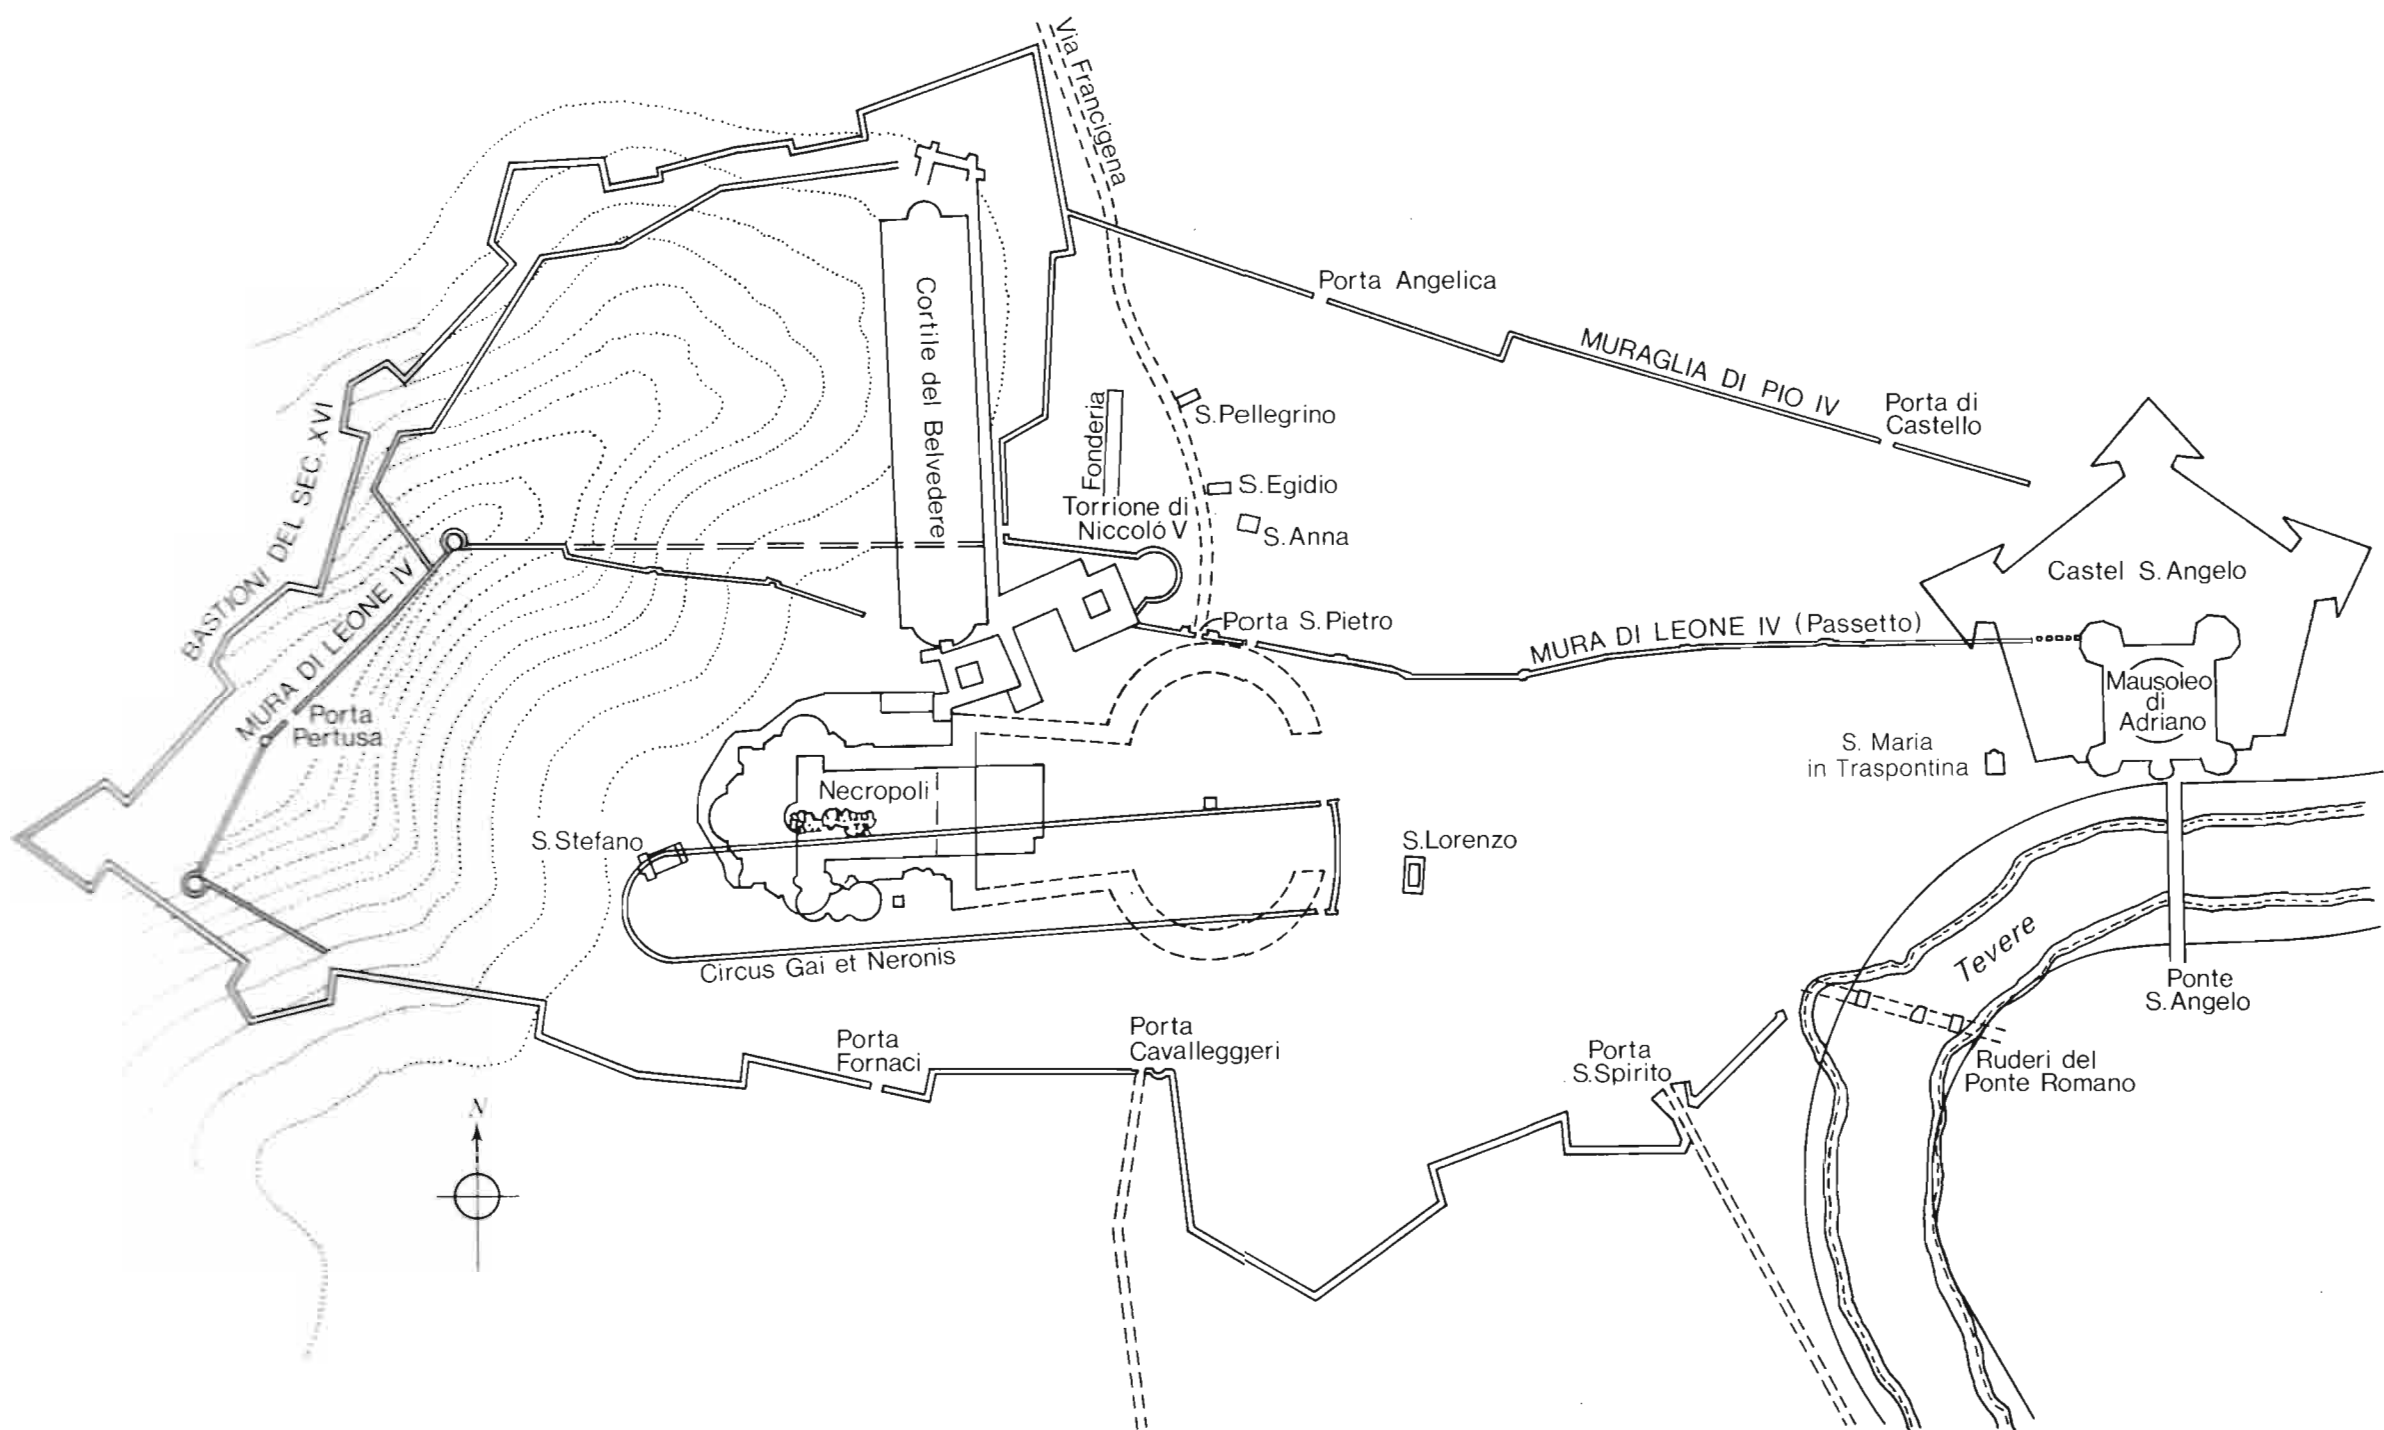 Via Francigena
Porta Angelica
MURAGLIA DI PIO IV
Porta di
Castello
Cortile del Belvedere
Fonderia
S.Pellegrino
S.Egidio
S.Anna
Torrione di
Niccoló V
BASTIONI DEL SEC. XVI
MURA DI LEONE IV
Porta
Pertusa
Porta S.Pietro
MURA DI LEONE IV (Passetto)
Castel S. Angelo
Mausoleo
di
Adriano
S. Maria
in Traspontina
Necropoli
S.Stefano
S.Lorenzo
Circus Gai et Neronis
Tevere
Ponte
S.Angelo
Ruderi del
Ponte Romano
Porta
Fornaci
Porta
Cavalleggjeri
Porta
S.Spirito
N